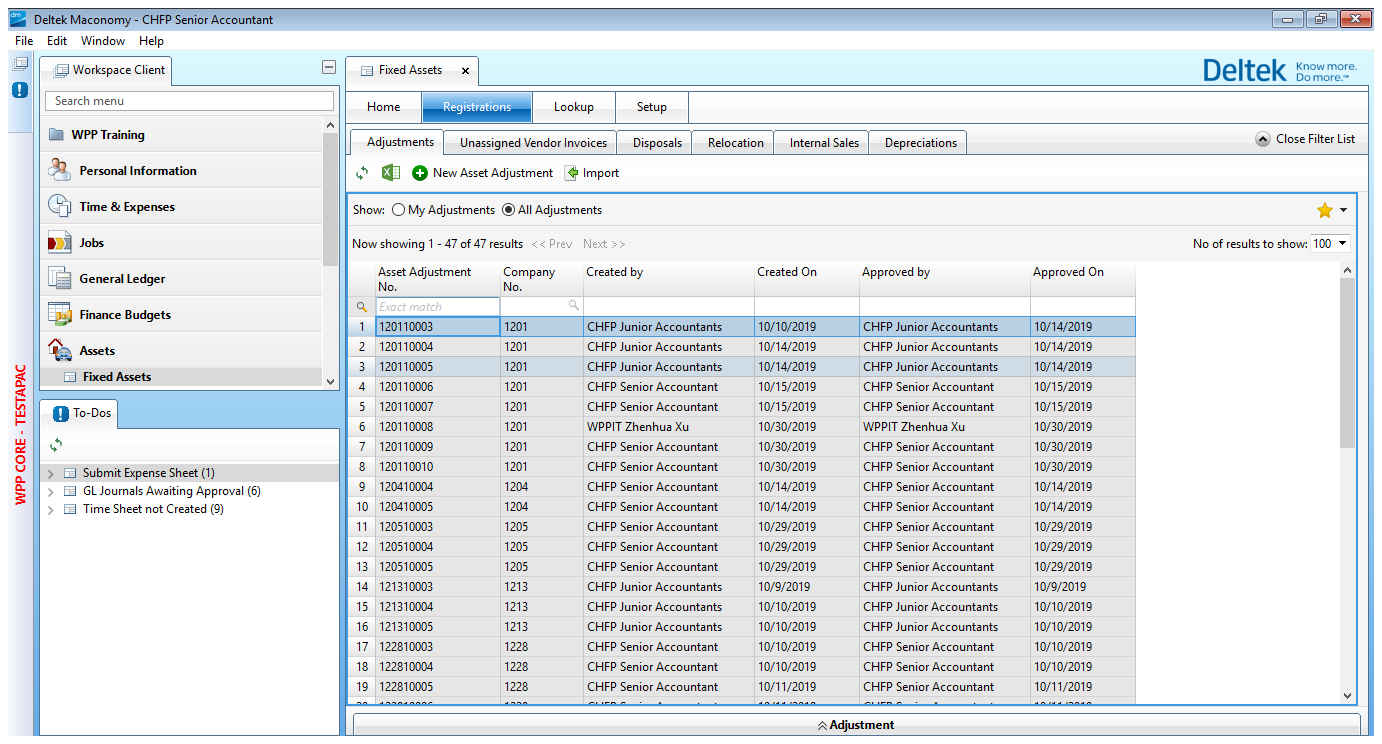 Deltek Maconomy - CHFP Senior Accountant
File Edit Window Help
WPP CORE - TESTAPAC
Workspace Client
Search menu
WPP Training
Personal Information
Time & Expenses
Jobs
General Ledger
Finance Budgets
Assets
Fixed Assets
To-Dos
Submit Expense Sheet (1)
GL Journals Awaiting Approval (6)
Time Sheet not Created (9)
Fixed Assets
Deltek Know more. Do more.™
Home Registrations Lookup Setup
Adjustments Unassigned Vendor Invoices Disposals Relocation Internal Sales Depreciations Close Filter List
New Asset Adjustment Import
Show: My Adjustments All Adjustments
Now showing 1 - 47 of 47 results << Prev Next >> No of results to show: 100
Asset Adjustment No. Company No. Created by Created On Approved by Approved On
Exact match
1 120110003 1201 CHFP Junior Accountants 10/10/2019 CHFP Junior Accountants 10/14/2019
2 120110004 1201 CHFP Junior Accountants 10/14/2019 CHFP Junior Accountants 10/14/2019
3 120110005 1201 CHFP Junior Accountants 10/14/2019 CHFP Junior Accountants 10/14/2019
4 120110006 1201 CHFP Senior Accountant 10/15/2019 CHFP Senior Accountant 10/15/2019
5 120110007 1201 CHFP Senior Accountant 10/15/2019 CHFP Senior Accountant 10/15/2019
6 120110008 1201 WPPIT Zhenhua Xu 10/30/2019 WPPIT Zhenhua Xu 10/30/2019
7 120110009 1201 CHFP Senior Accountant 10/30/2019 CHFP Senior Accountant 10/30/2019
8 120110010 1201 CHFP Senior Accountant 10/30/2019 CHFP Senior Accountant 10/30/2019
9 120410004 1204 CHFP Senior Accountant 10/14/2019 CHFP Senior Accountant 10/14/2019
10 120410005 1204 CHFP Senior Accountant 10/14/2019 CHFP Senior Accountant 10/14/2019
11 120510003 1205 CHFP Senior Accountant 10/29/2019 CHFP Senior Accountant 10/29/2019
12 120510004 1205 CHFP Senior Accountant 10/29/2019 CHFP Senior Accountant 10/29/2019
13 120510005 1205 CHFP Senior Accountant 10/29/2019 CHFP Senior Accountant 10/29/2019
14 121310003 1213 CHFP Junior Accountants 10/9/2019 CHFP Junior Accountants 10/9/2019
15 121310004 1213 CHFP Junior Accountants 10/10/2019 CHFP Junior Accountants 10/10/2019
16 121310005 1213 CHFP Junior Accountants 10/10/2019 CHFP Junior Accountants 10/10/2019
17 122810003 1228 CHFP Senior Accountant 10/10/2019 CHFP Senior Accountant 10/10/2019
18 122810004 1228 CHFP Senior Accountant 10/10/2019 CHFP Senior Accountant 10/10/2019
19 122810005 1228 CHFP Senior Accountant 10/11/2019 CHFP Senior Accountant 10/11/2019
Adjustment